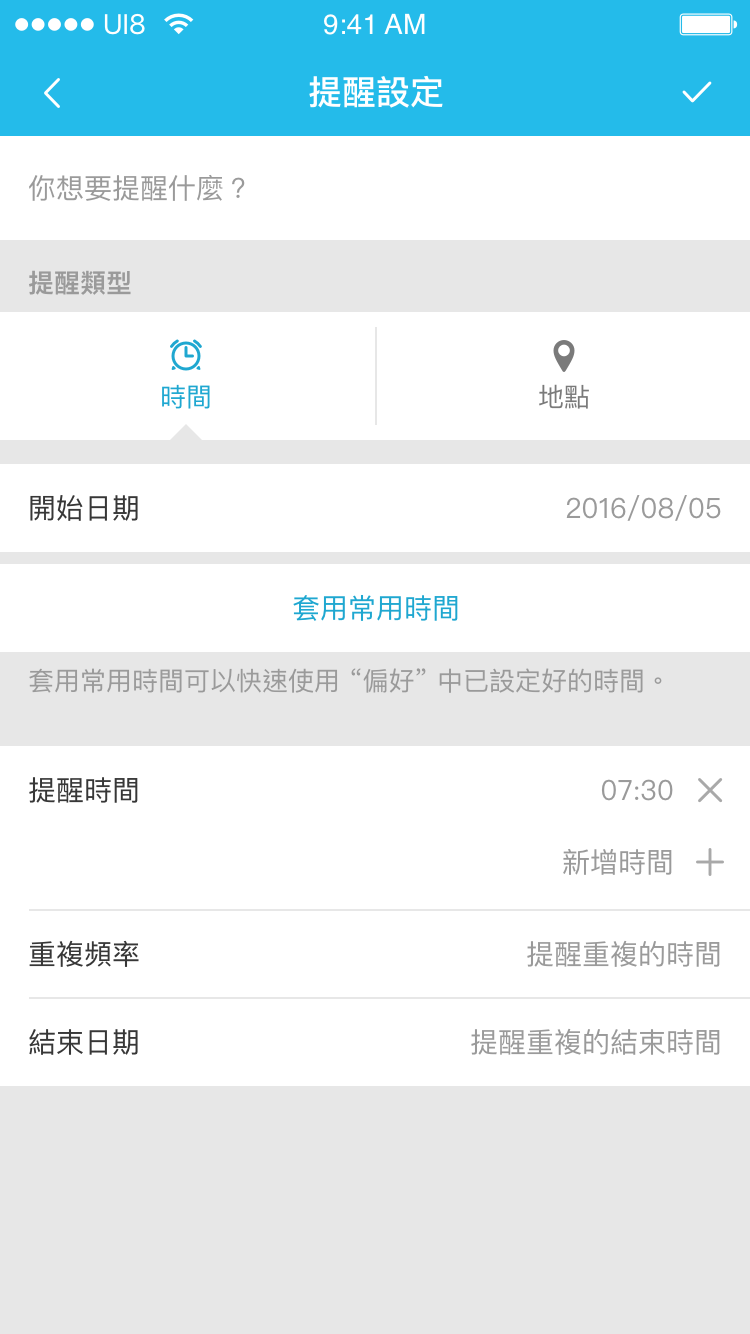 UI8 9:41 AM
提醒設定
你想要提醒什麼？
提醒類型
時間 地點
開始日期 2016/08/05
套用常用時間
套用常用時間可以快速使用“偏好”中已設定好的時間。
提醒時間 07:30
新增時間
重複頻率 提醒重複的時間
結束日期 提醒重複的結束時間